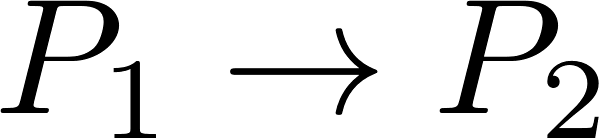 P₁ → P₂